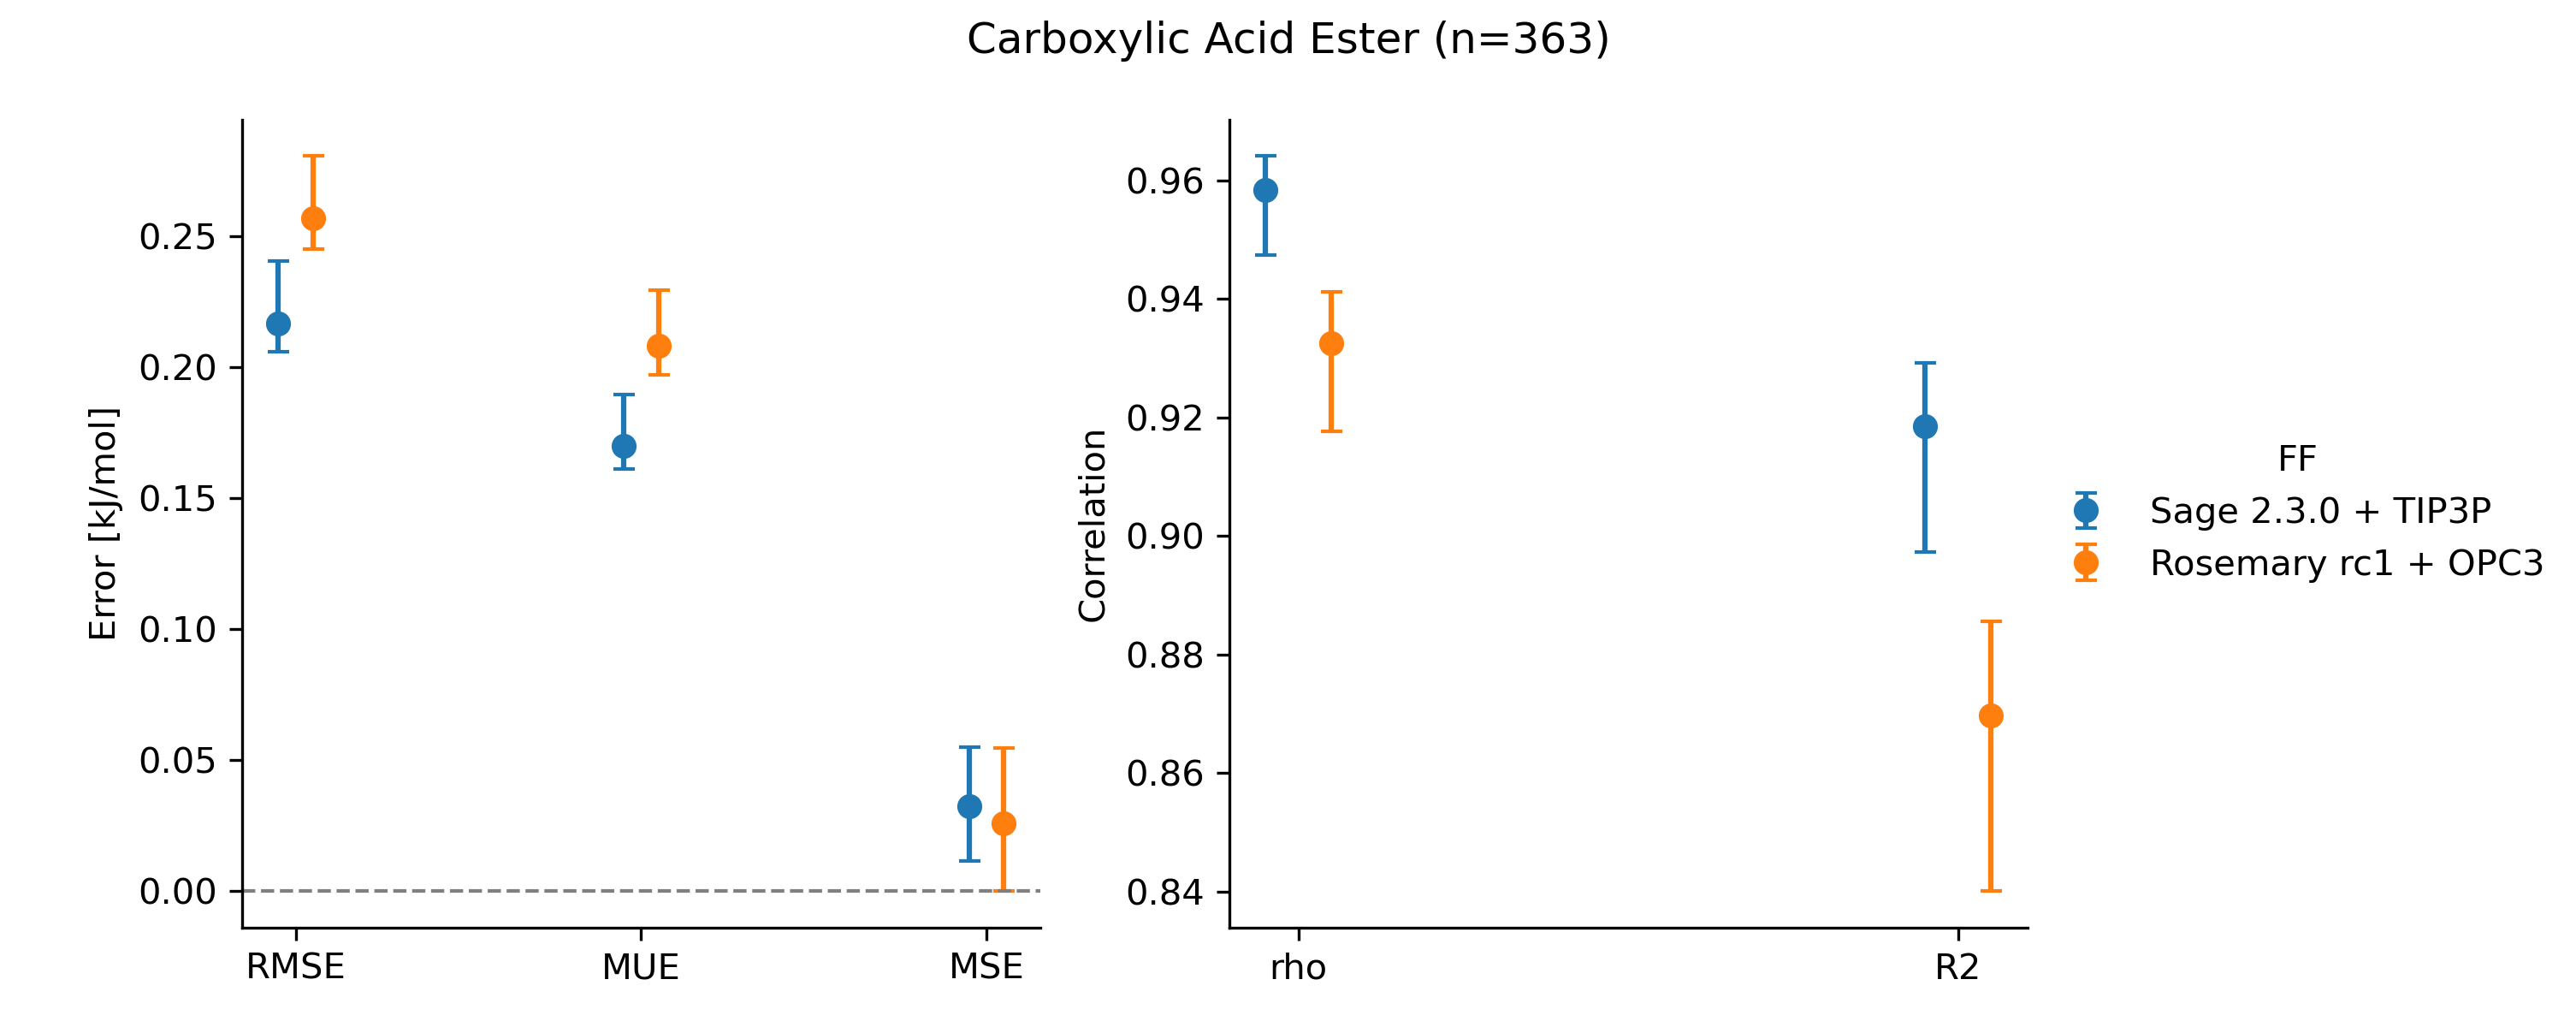 Carboxylic Acid Ester (n=363)
Error [kJ/mol]
0.25
0.20
0.15
0.10
0.05
0.00
RMSE
MUE
MSE
Correlation
0.96
0.94
0.92
0.90
0.88
0.86
0.84
rho
R2
FF
Sage 2.3.0 + TIP3P
Rosemary rc1 + OPC3